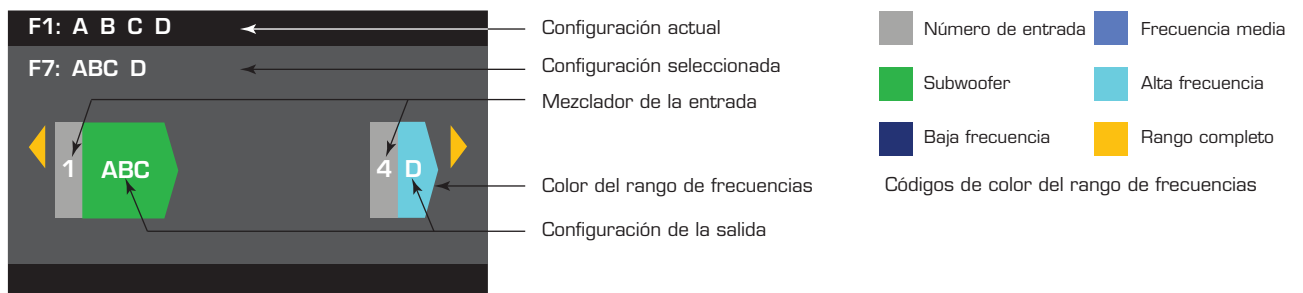 F1: A B C D
Configuración actual
F7: ABC D
Configuración seleccionada
Mezclador de la entrada
1 ABC
4 D
Color del rango de frecuencias
Configuración de la salida
Número de entrada
Frecuencia media
Subwoofer
Alta frecuencia
Baja frecuencia
Rango completo
Códigos de color del rango de frecuencias